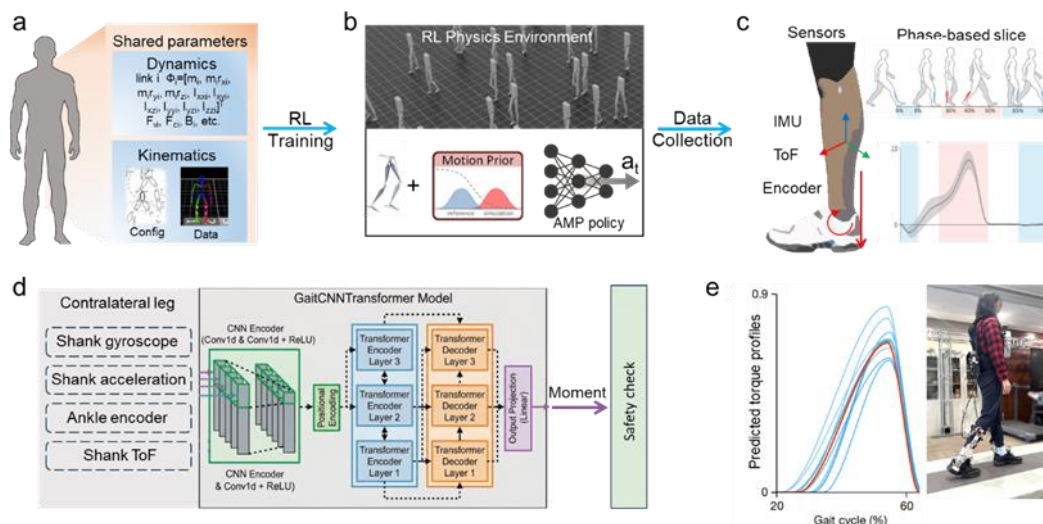 a
Shared parameters
Dynamics
Kinematics
Config
Data
RL
Training
b
RL Physics Environment
Motion Prior
reference
simulation
+
a_t
AMP policy
Data
Collection
c
Sensors
Phase-based slice
IMU
ToF
Encoder
0
d
Contralateral leg
Shank gyroscope
Shank acceleration
Ankle encoder
Shank ToF
GaitCNNTransformer Model
CNN Encoder
(Conv1d & Conv1d + ReLU)
CNN Encoder
& Conv1d + ReLU)
Positional
Encoding
Transformer
Encoder
Layer 3
Transformer
Encoder
Layer 2
Transformer
Encoder
Layer 1
Transformer
Decoder
Layer 3
Transformer
Decoder
Layer 2
Transformer
Decoder
Layer 1
Output Projection
(Linear)
Moment
Safety check
e
Predicted torque profiles
0.9
0
20
60
Gait cycle (%)